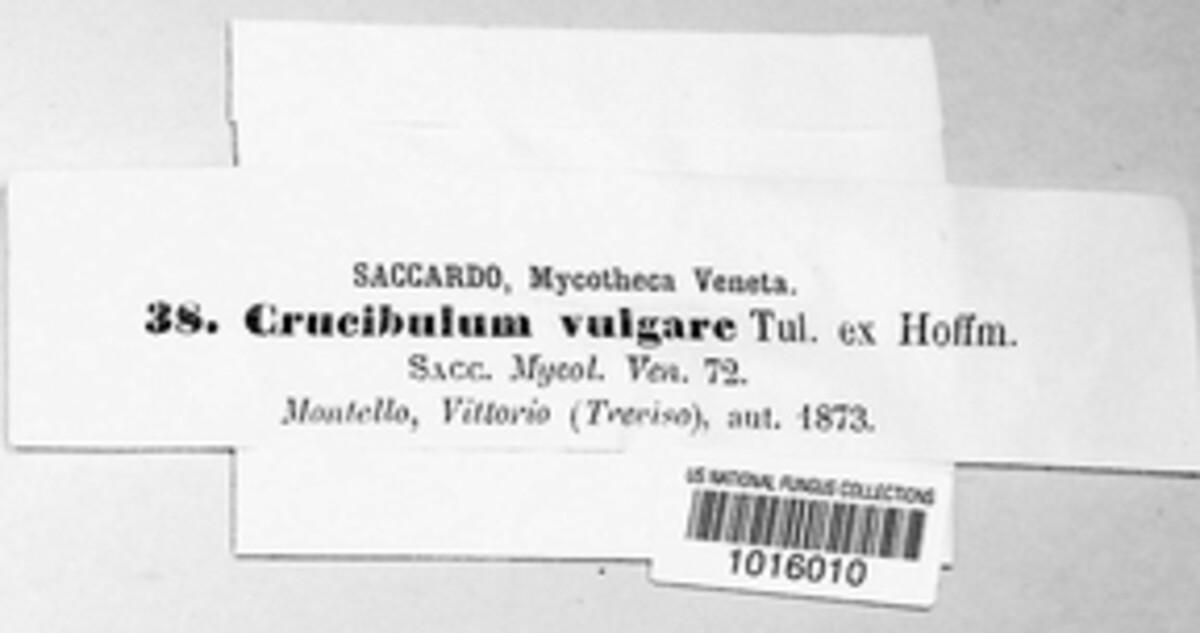 SACCARDO, Mycotheca Veneta.
38. Crucibulum vulgare Tul. ex Hoffm.
SACC. Mycol. Ven. 72.
Montello, Vittorio (Treviso), aut. 1873.
US NATIONAL FUNGUS COLLECTIONS
1016010